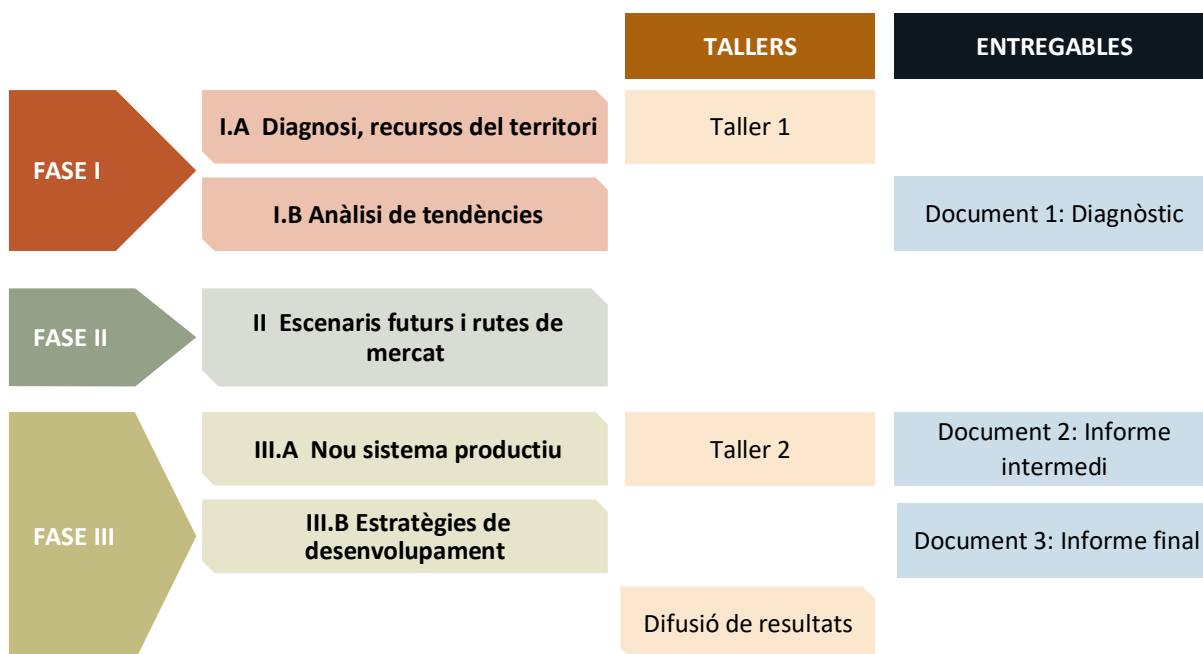 TALLERS
ENTREGABLES
FASE I
I.A  Diagnosi, recursos del territori
Taller 1
I.B Anàlisi de tendències
Document 1: Diagnòstic
FASE II
II  Escenaris futurs i rutes de
mercat
FASE III
III.A  Nou sistema productiu
Taller 2
Document 2: Informe
intermedi
III.B Estratègies de
desenvolupament
Document 3: Informe final
Difusió de resultats